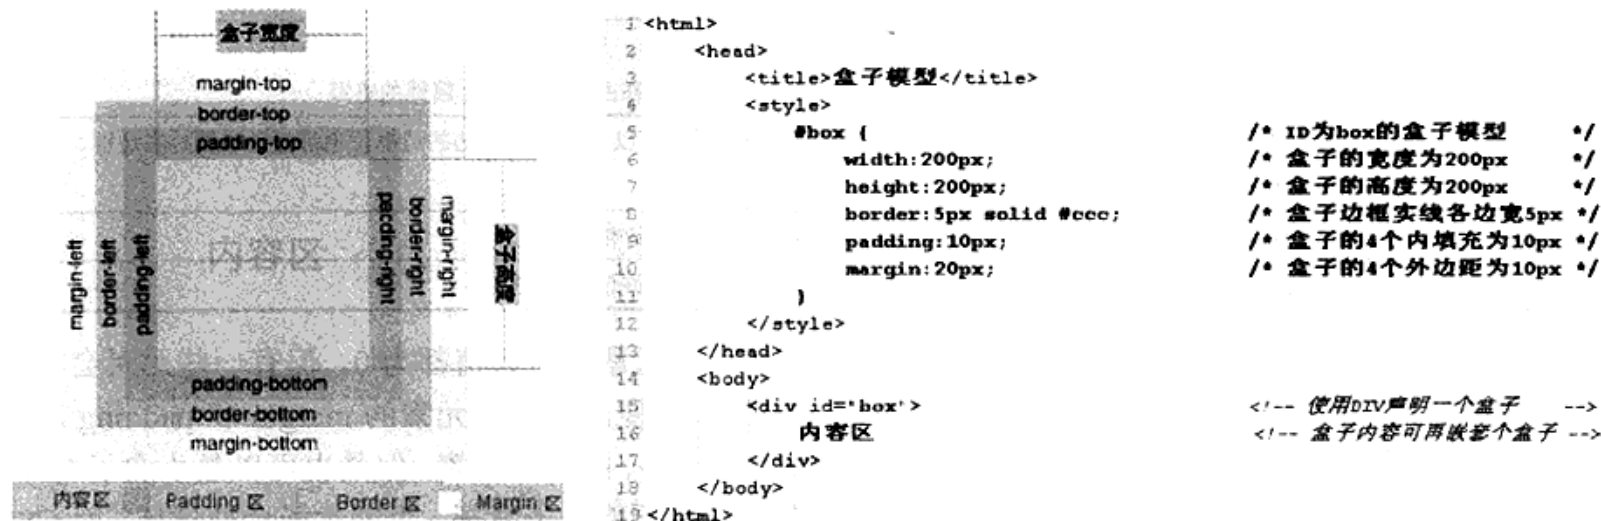 盒子宽度
margin-top
border-top
padding-top
margin-left
border-left
padding-left
内容区
padding-right
border-right
margin-right
盒子高度
padding-bottom
border-bottom
margin-bottom
内容区
Padding 区
Border 区
Margin 区
1 <html>
2 <head>
3 <title>盒子模型</title>
4 <style>
5 #box { /* ID为box的盒子模型 */
6 width:200px; /* 盒子的宽度为200px */
7 height:200px; /* 盒子的高度为200px */
8 border:5px solid #ccc; /* 盒子边框实线各边宽5px */
9 padding:10px; /* 盒子的4个内填充为10px */
10 margin:20px; /* 盒子的4个外边距为10px */
11 }
12 </style>
13 </head>
14 <body>
15 <div id='box'> <!-- 使用DIV声明一个盒子 -->
16 内容区 <!-- 盒子内容可再嵌套个盒子 -->
17 </div>
18 </body>
19 </html>